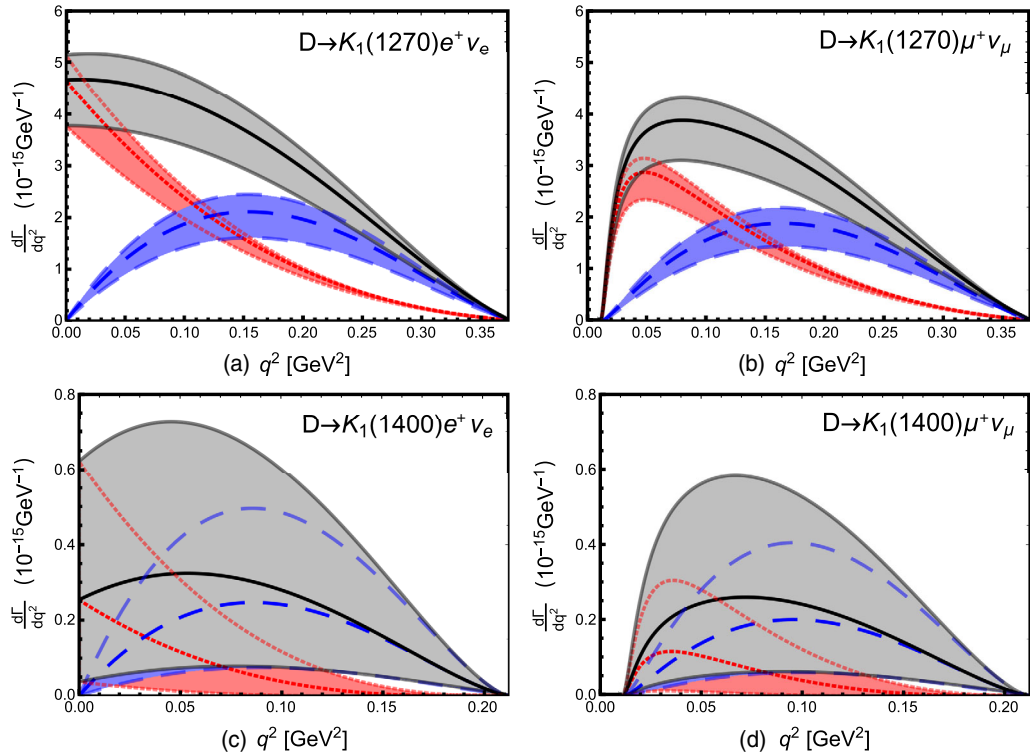 D→K₁(1270)e⁺νₑ
dΓ/dq² (10⁻¹⁵GeV⁻¹)
6
5
4
3
2
1
0
0.00 0.05 0.10 0.15 0.20 0.25 0.30 0.35
(a) q² [GeV²]
D→K₁(1270)μ⁺ν_μ
dΓ/dq² (10⁻¹⁵GeV⁻¹)
6
5
4
3
2
1
0
0.00 0.05 0.10 0.15 0.20 0.25 0.30 0.35
(b) q² [GeV²]
D→K₁(1400)e⁺νₑ
dΓ/dq² (10⁻¹⁵GeV⁻¹)
0.8
0.6
0.4
0.2
0.0
0.00 0.05 0.10 0.15 0.20
(c) q² [GeV²]
D→K₁(1400)μ⁺ν_μ
dΓ/dq² (10⁻¹⁵GeV⁻¹)
0.8
0.6
0.4
0.2
0.0
0.00 0.05 0.10 0.15 0.20
(d) q² [GeV²]